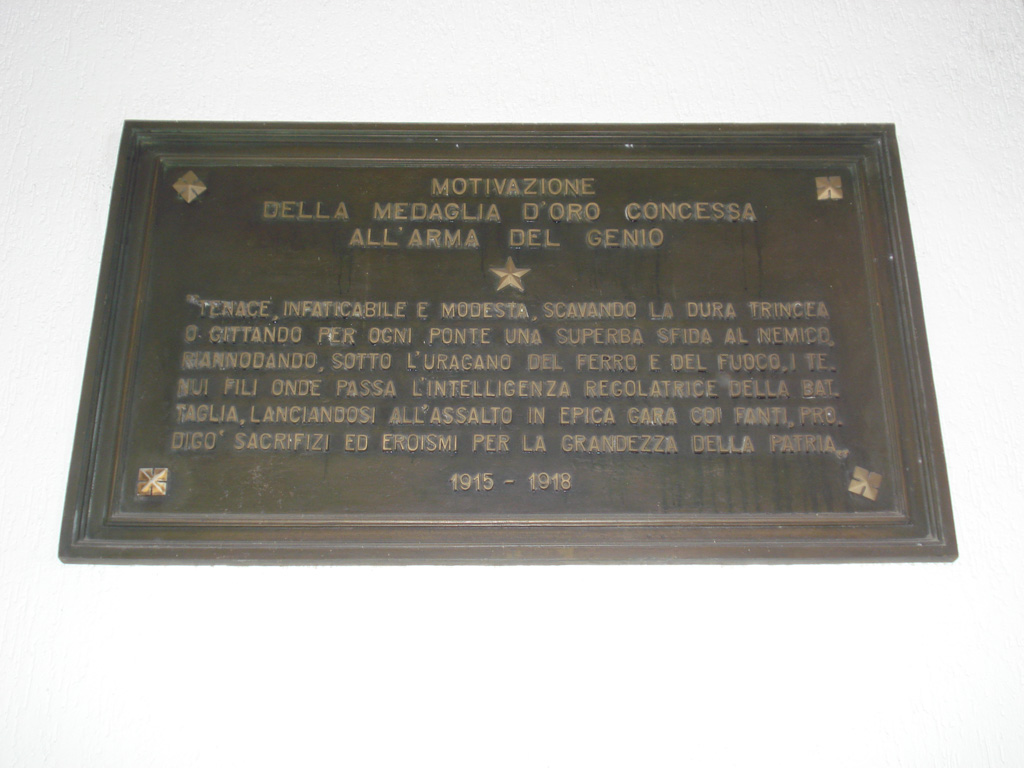 MOTIVAZIONE
DELLA MEDAGLIA D'ORO CONCESSA
ALL'ARMA DEL GENIO
"TENACE, INFATICABILE E MODESTA, SCAVANDO LA DURA TRINCEA
O GITTANDO PER OGNI PONTE UNA SUPERBA SFIDA AL NEMICO,
RIANNODANDO, SOTTO L'URAGANO DEL FERRO E DEL FUOCO, I TE.
NUI FILI ONDE PASSA L'INTELLIGENZA REGOLATRICE DELLA BAT.
TAGLIA, LANCIANDOSI ALL'ASSALTO IN EPICA GARA COI FANTI, PRO.
DIGO' SACRIFIZI ED EROISMI PER LA GRANDEZZA DELLA PATRIA."
1915 - 1918